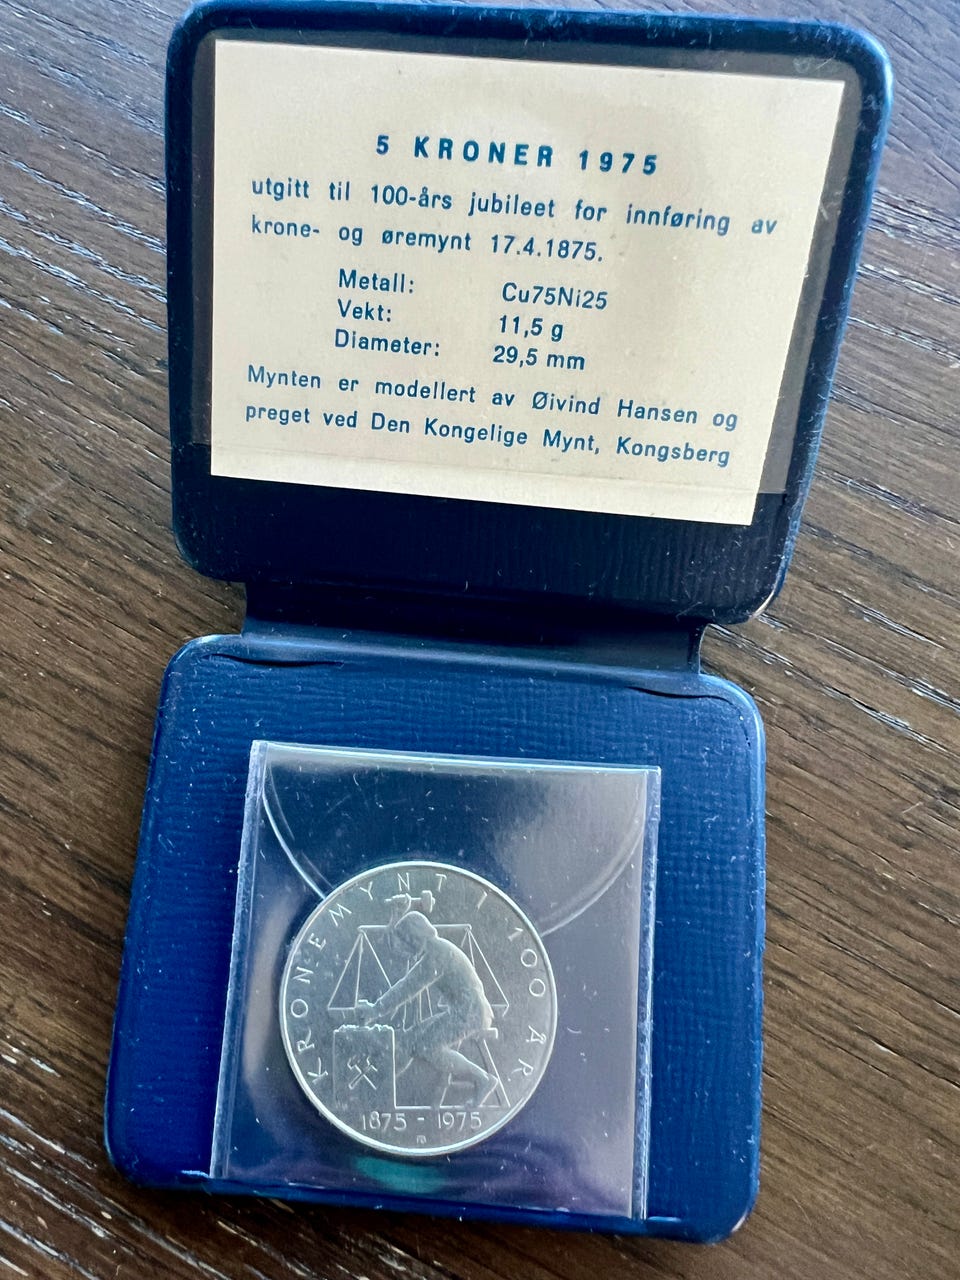 5 KRONER 1975
utgitt til 100-års jubileet for innføring av
krone- og øremynt 17.4.1875.
Metall: Cu75Ni25
Vekt: 11,5 g
Diameter: 29,5 mm
Mynten er modellert av Øivind Hansen og
preget ved Den Kongelige Mynt, Kongsberg
KRONEMYNT I 100 ÅR
1875 - 1975